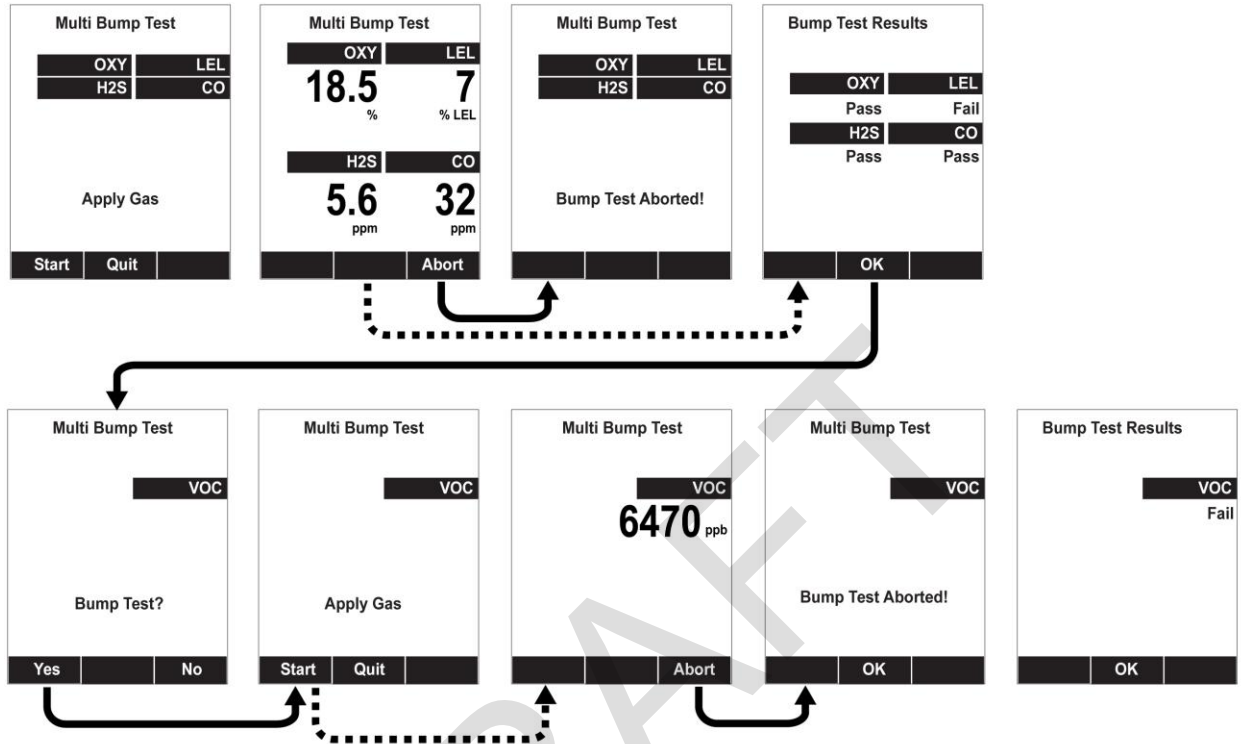 Multi Bump Test
OXY LEL
H2S CO
Apply Gas
Start Quit
Multi Bump Test
OXY LEL
18.5 7
% % LEL
H2S CO
5.6 32
ppm ppm
Abort
Multi Bump Test
OXY LEL
H2S CO
Bump Test Aborted!
Bump Test Results
OXY LEL
Pass Fail
H2S CO
Pass Pass
OK
Multi Bump Test
VOC
Bump Test?
Yes No
Multi Bump Test
VOC
Apply Gas
Start Quit
Multi Bump Test
VOC
6470 ppb
Abort
Multi Bump Test
VOC
Bump Test Aborted!
OK
Bump Test Results
VOC
Fail
OK
RAFT